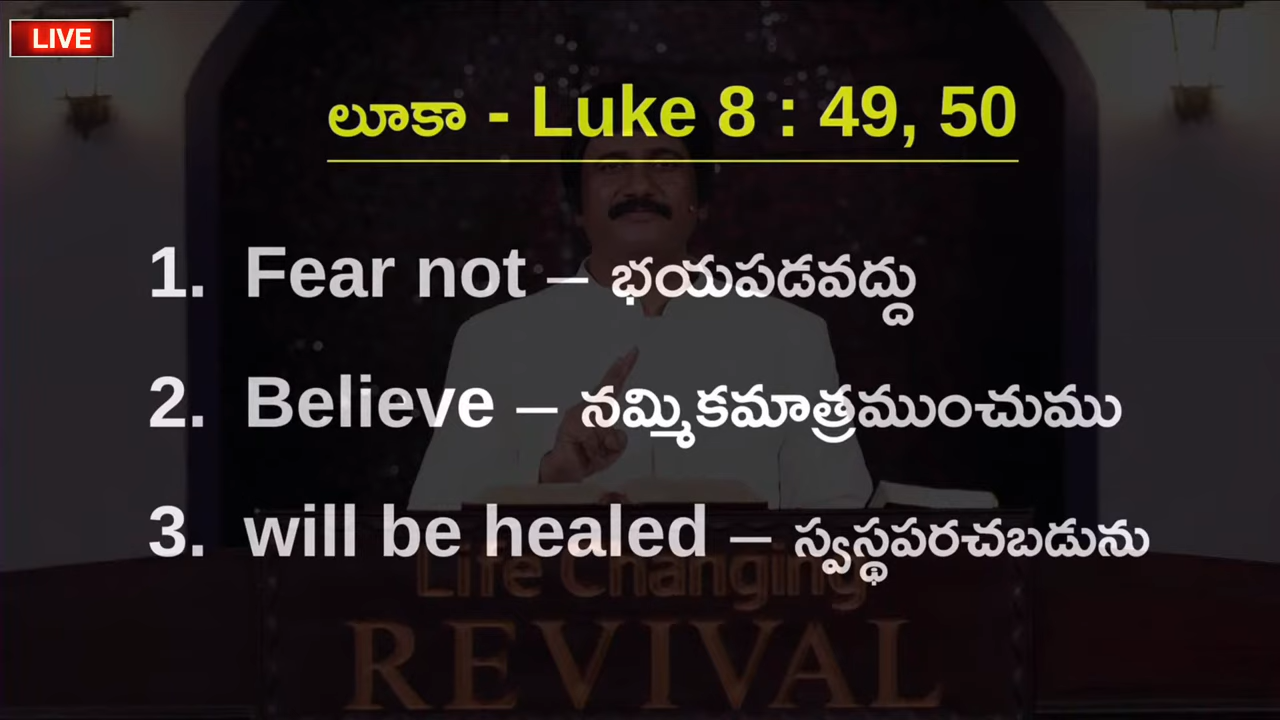 LIVE
లూకా - Luke 8 : 49, 50
1. Fear not – భయపడవద్దు
2. Believe – నమ్మికమాత్రముంచుము
3. will be healed – స్వస్థపరచబడును
Life Changing
REVIVAL